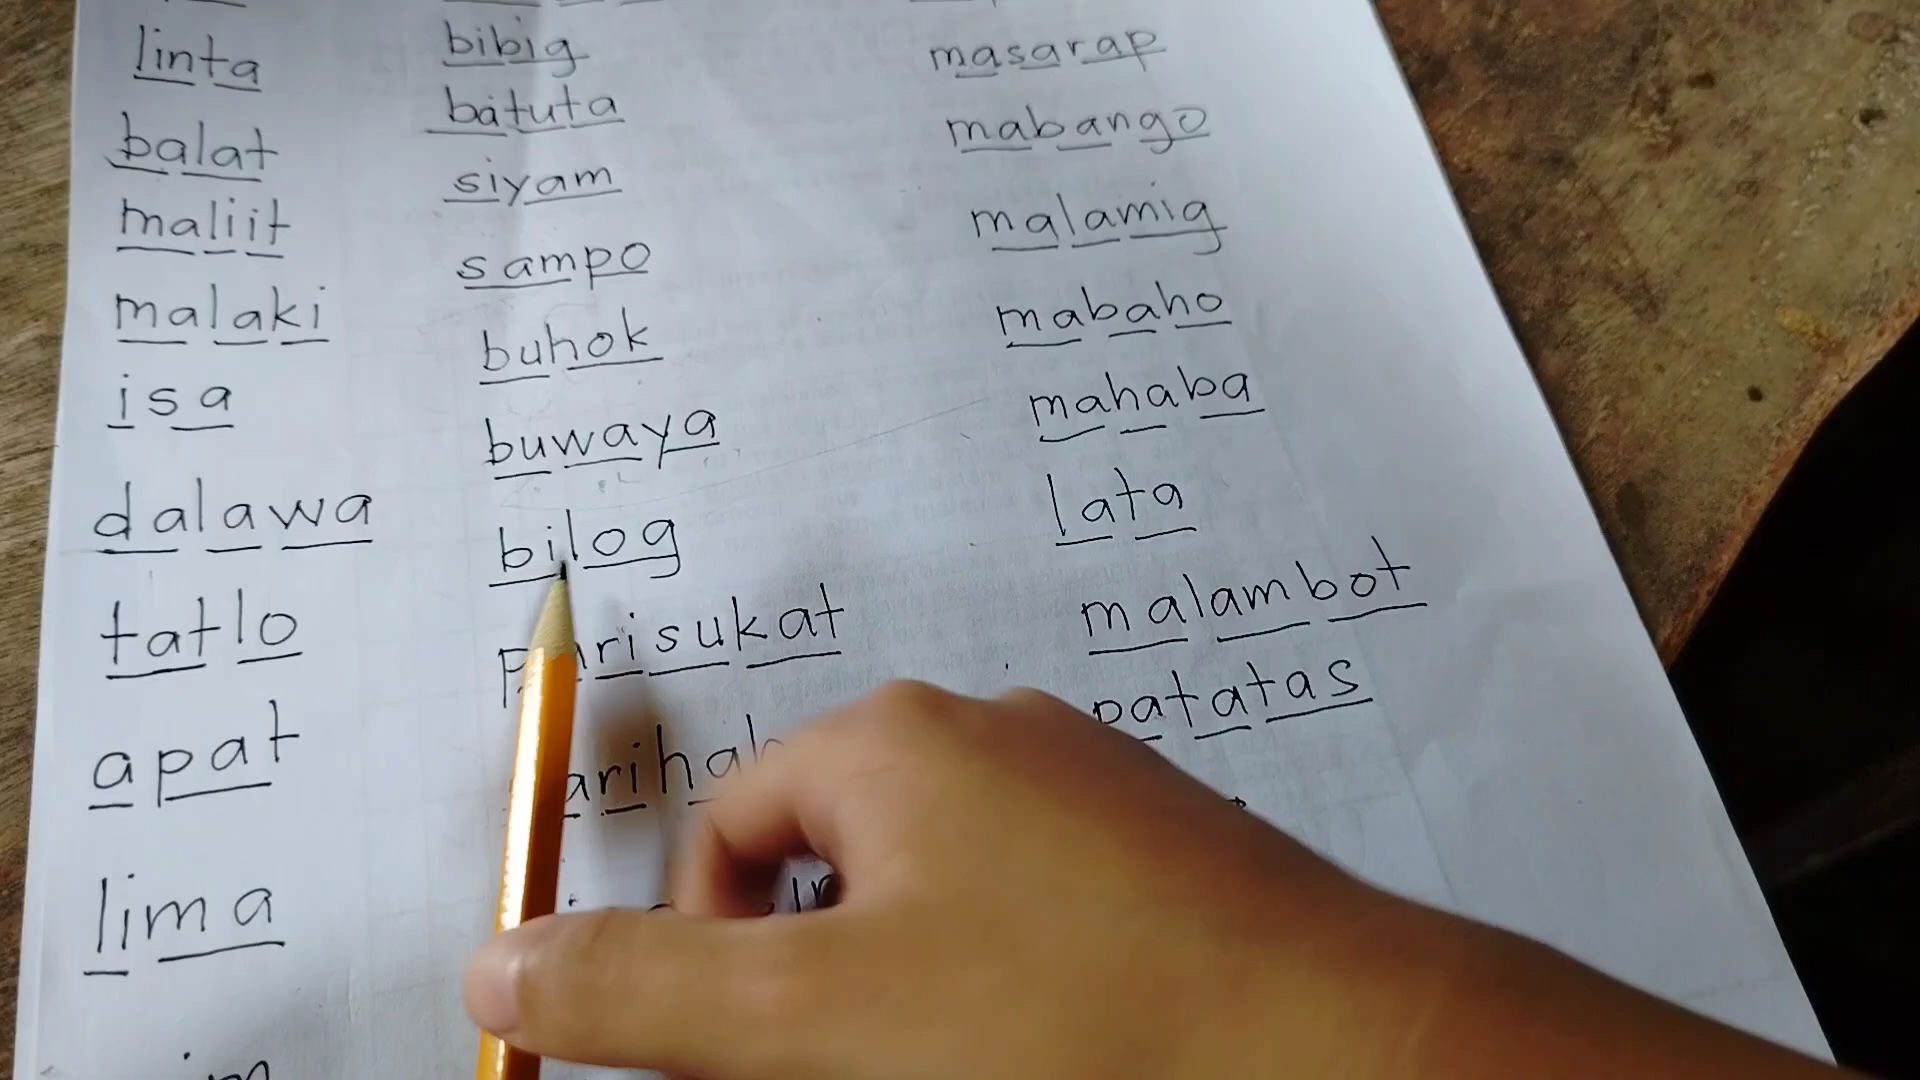 linta
balat
maliit
malaki
isa
dalawa
tatlo
apat
lima
bibig
batuta
siyam
sampo
buhok
buwaya
bilog
masarap
mabango
malamig
mabaho
mahaba
lata
malambot
patatas